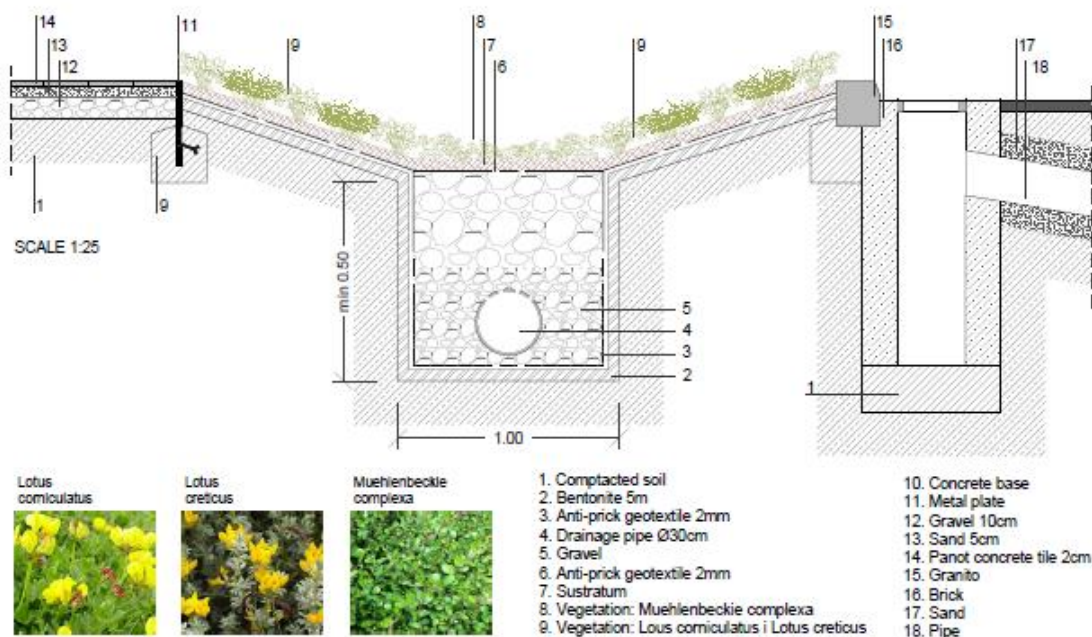 14
13
12
11
9
8
7
6
9
15
16
17
18
1
9
SCALE 1:25
min 0.50
5
4
3
2
1
1.00
Lotus
corniculatus
Lotus
creticus
Muehlenbeckie
complexa
1. Comptacted soil
2. Bentonite 5m
3. Anti-prick geotextile 2mm
4. Drainage pipe Ø30cm
5. Gravel
6. Anti-prick geotextile 2mm
7. Sustratum
8. Vegetation: Muehlenbeckie complexa
9. Vegetation: Lous corniculatus i Lotus creticus
10. Concrete base
11. Metal plate
12. Gravel 10cm
13. Sand 5cm
14. Panot concrete tile 2cm
15. Granito
16. Brick
17. Sand
18. Pipe